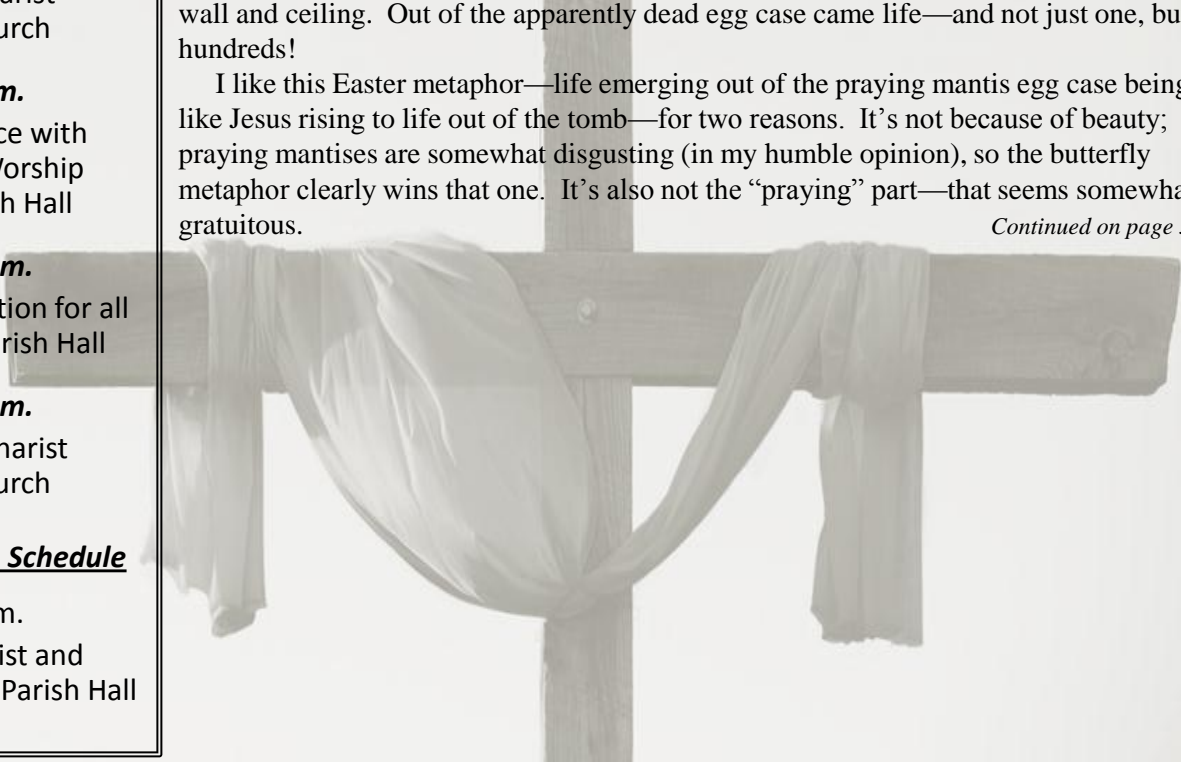 urch
m.
ce with
h Hall
m.
tion for all
rish Hall
m.
harist
urch
Schedule
m.
ist and
Parish Hall
wall and ceiling.  Out of the apparently dead egg case came life—and not just one, bu
hundreds!
I like this Easter metaphor—life emerging out of the praying mantis egg case being
like Jesus rising to life out of the tomb—for two reasons.  It’s not because of beauty;
praying mantises are somewhat disgusting (in my humble opinion), so the butterfly
metaphor clearly wins that one.  It’s also not the “praying” part—that seems somewha
gratuitous.
Continued on page